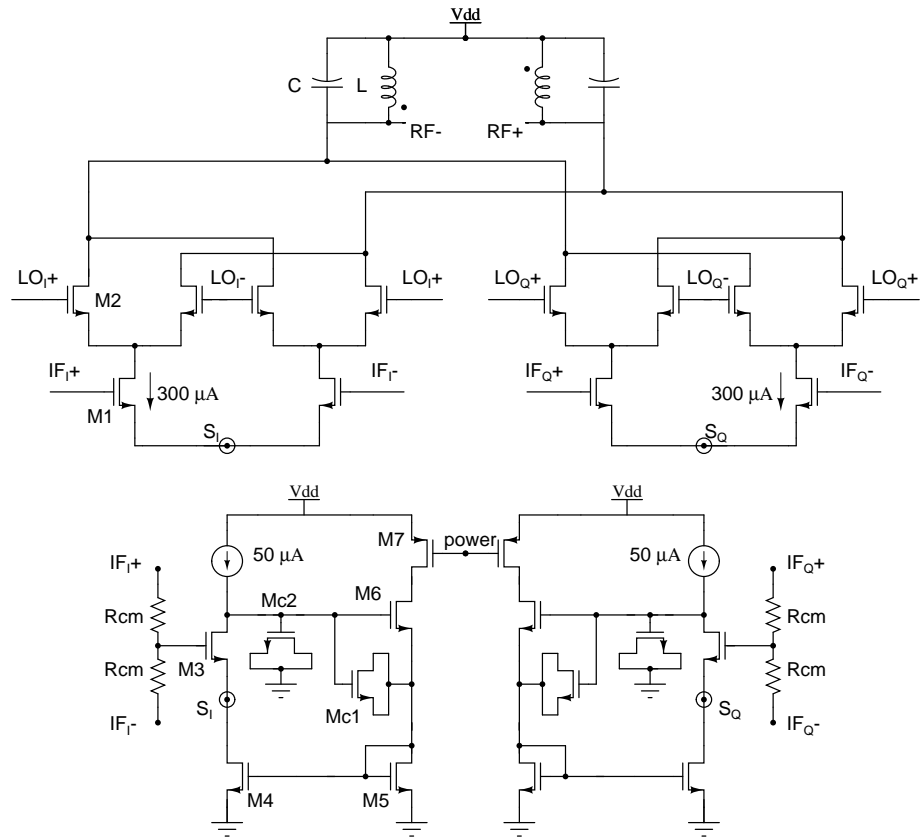 Vdd
C L
RF- RF+
LO_I+ M2 LO_I- LO_I+ LO_Q+ LO_Q- LO_Q+
IF_I+ M1 300 µA IF_I- IF_Q+ 300 µA IF_Q-
S_I S_Q
Vdd Vdd
M7 power
50 µA 50 µA
IF_I+ IF_Q+
Mc2 M6
Rcm Rcm
M3
Rcm Rcm
Mc1
S_I S_Q
IF_I- IF_Q-
M4 M5